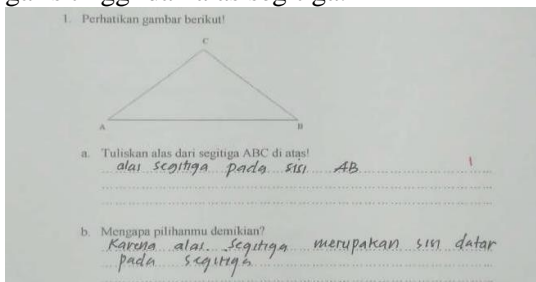 1. Perhatikan gambar berikut!
C
A
B
a. Tuliskan alas dari segitiga ABC di atas!
alas segitiga pada sisi AB
1
b. Mengapa pilihanmu demikian?
Karena alas segitiga merupakan sisi datar
pada segitiga